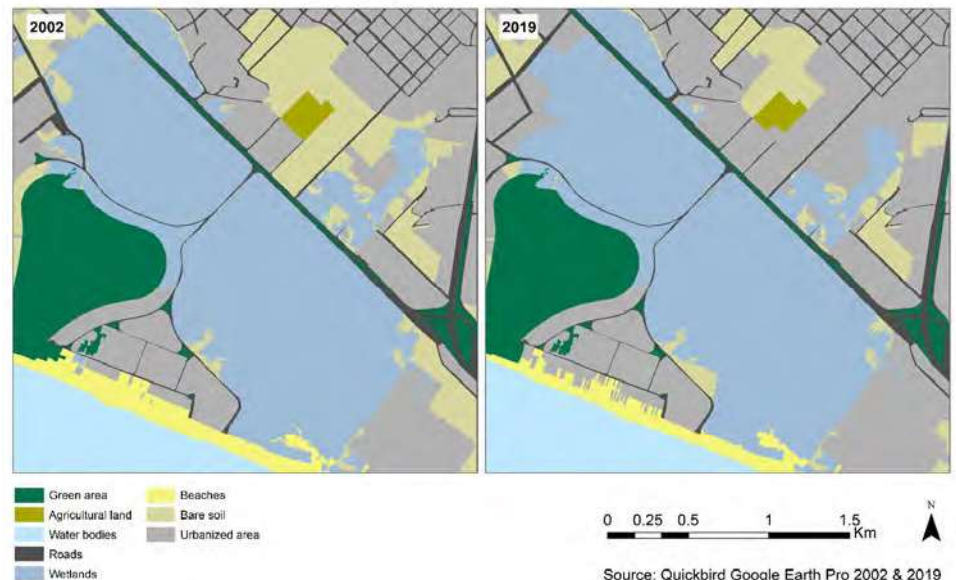 2002
2019
Green area
Agricultural land
Water bodies
Roads
Wetlands
Beaches
Bare soil
Urbanized area
0 0.25 0.5 1 1.5
Km
N
Source: Quickbird Google Earth Pro 2002 & 2019